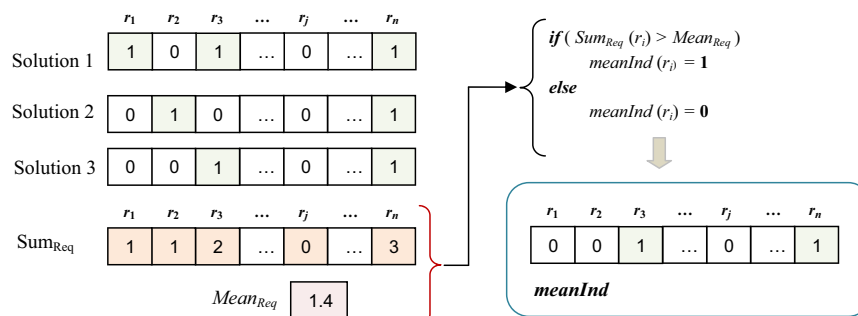 r1 r2 r3 … rj … rn
Solution 1 1 0 1 … 0 … 1
Solution 2 0 1 0 … 0 … 1
Solution 3 0 0 1 … 0 … 1
r1 r2 r3 … rj … rn
SumReq 1 1 2 … 0 … 3
MeanReq 1.4
if ( SumReq (ri) > MeanReq )
meanInd (ri) = 1
else
meanInd (ri) = 0
r1 r2 r3 … rj … rn
0 0 1 … 0 … 1
meanInd